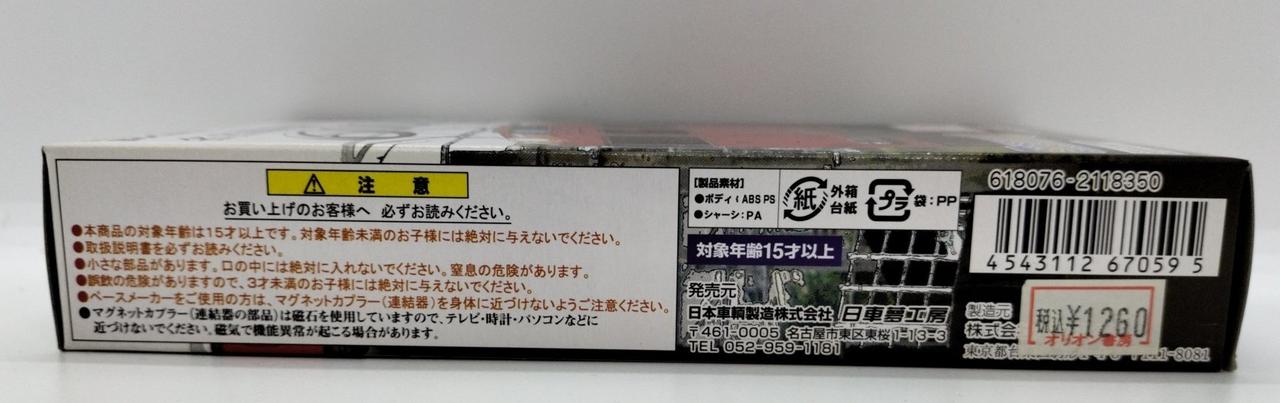 注意
お買い上げのお客様へ 必ずお読みください。
●本商品の対象年齢は15才以上です。対象年齢未満のお子様には絶対に与えないでください。
●取扱説明書を必ずお読みください。
●小さな部品があります。口の中には絶対に入れないでください。窒息の危険があります。
●誤飲の危険がありますので、3才未満のお子様には絶対に与えないでください。
●ペースメーカーをご使用の方は、マグネットカプラー(連結器)を身体に近づけないようご注意ください。
●マグネットカプラー(連結器の部品)は磁石を使用していますので、テレビ・時計・パソコンなどに
近づけないでください。磁気で機能異常が起こる場合があります。
【製品素材】
●ボディ:ABS PS
●シャーシ:PA
紙
外箱
台紙
プラ
袋:PP
対象年齢15才以上
発売元
日本車輌製造株式会社 日車夢工房
〒461-0005 名古屋市東区東桜1-13-3
TEL 052-959-1181
618076-2118350
4 543112 670595
製造元
株式会
税込¥1260
オリオン書房
東京都台
-8081